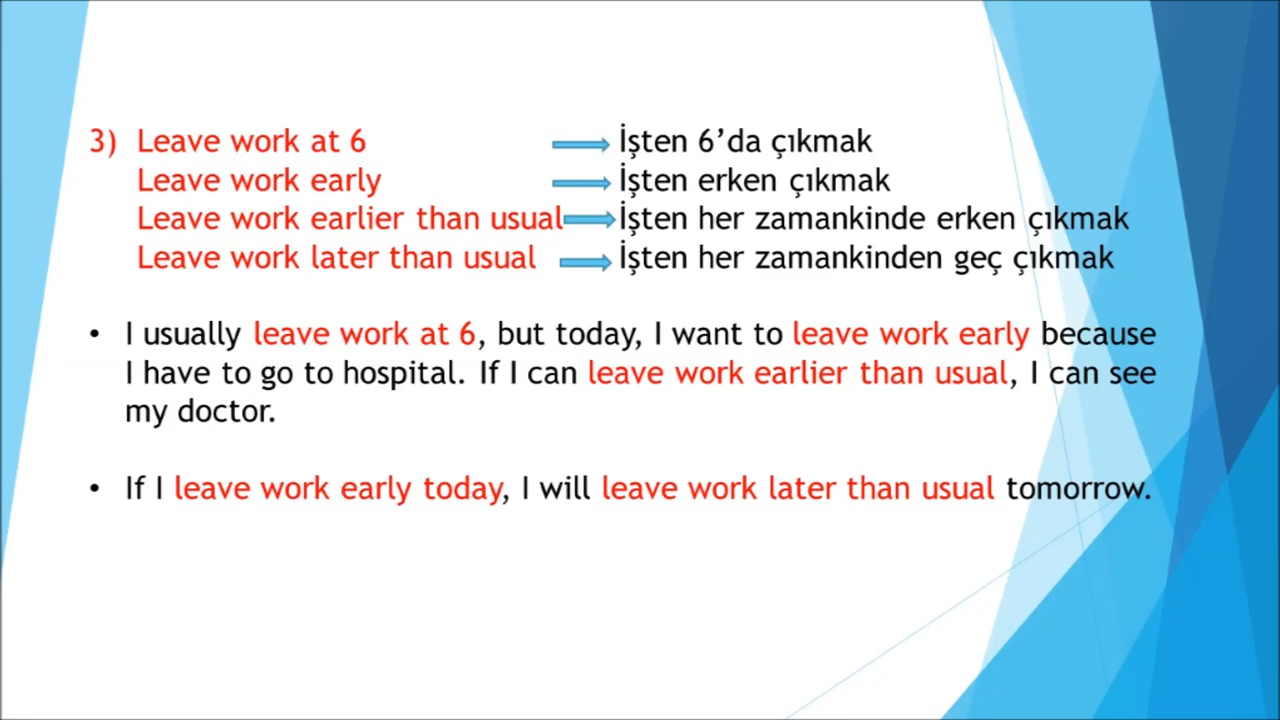 3) Leave work at 6 İşten 6’da çıkmak
Leave work early İşten erken çıkmak
Leave work earlier than usual İşten her zamankinde erken çıkmak
Leave work later than usual İşten her zamankinden geç çıkmak
• I usually leave work at 6, but today, I want to leave work early because
I have to go to hospital. If I can leave work earlier than usual, I can see
my doctor.
• If I leave work early today, I will leave work later than usual tomorrow.